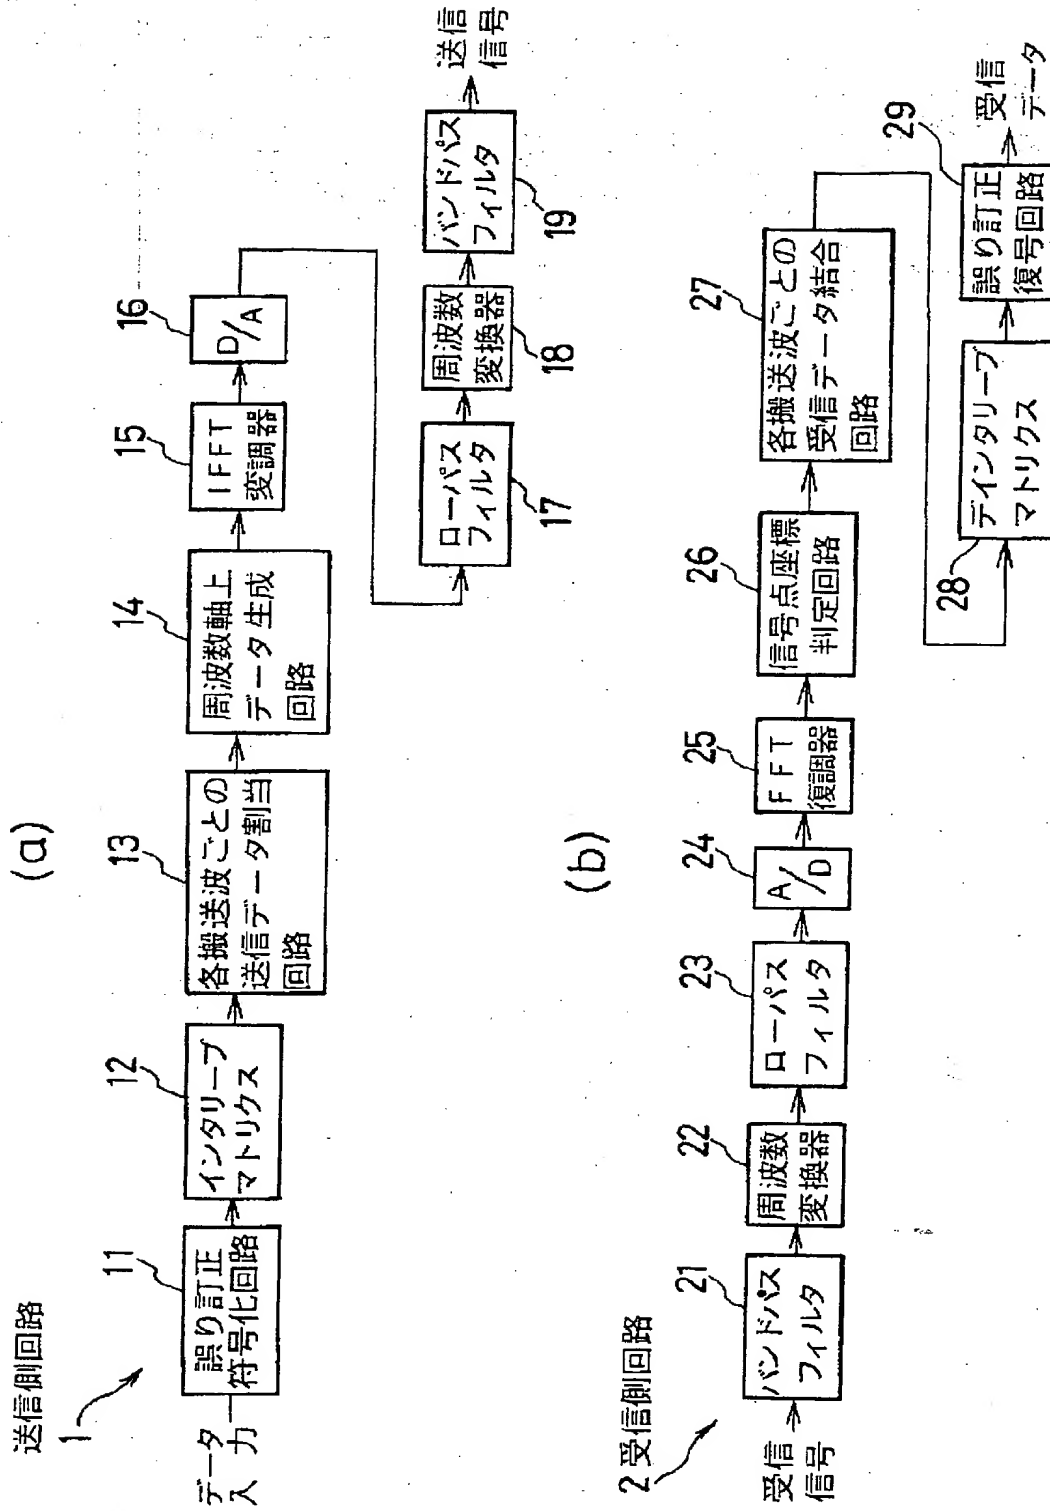 (a)
送信側回路
1
データ
入力
11
誤り訂正
符号化回路
12
インタリーブ
マトリクス
13
各搬送波ごとの
送信データ割当
回路
14
周波数軸上
データ生成
回路
15
IFFT
変調器
16
D/A
17
ローパス
フィルタ
18
周波数
変換器
19
バンドパス
フィルタ
送信
信号
(b)
2 受信側回路
受信
信号
21
バンドパス
フィルタ
22
周波数
変換器
23
ローパス
フィルタ
24
A/D
25
FFT
復調器
26
信号点座標
判定回路
27
各搬送波ごとの
受信データ結合
回路
28
デインタリーブ
マトリクス
29
誤り訂正
復号回路
受信
データ